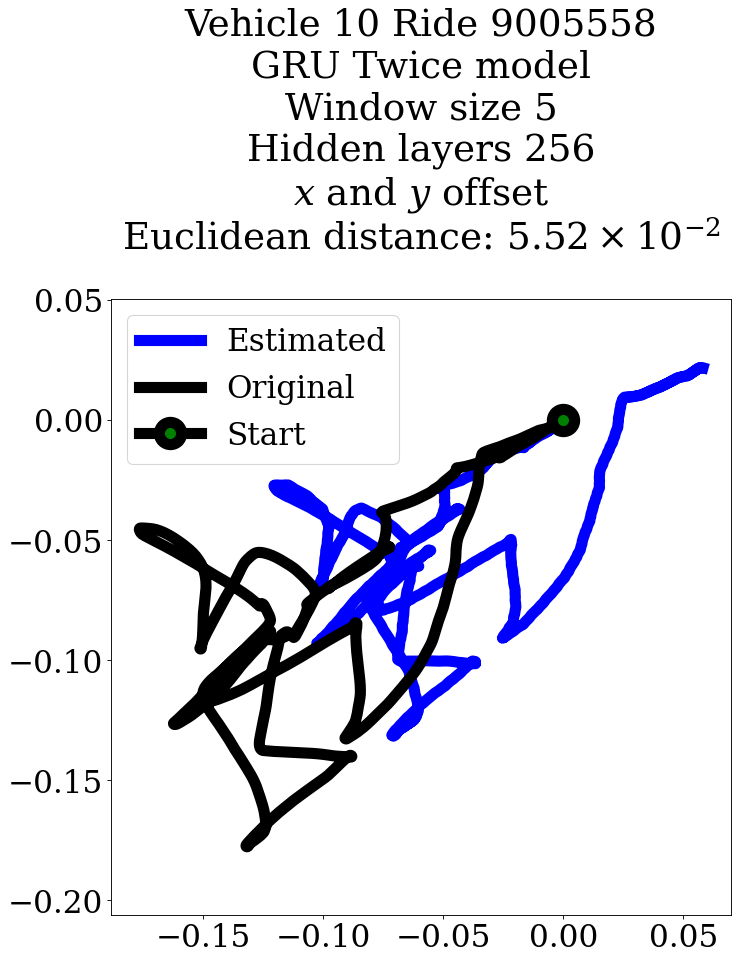 Vehicle 10 Ride 9005558
GRU Twice model
Window size 5
Hidden layers 256
x and y offset
Euclidean distance: 5.52 × 10⁻²
0.05
0.00
−0.05
−0.10
−0.15
−0.20
Estimated
Original
Start
−0.15 −0.10 −0.05 0.00 0.05